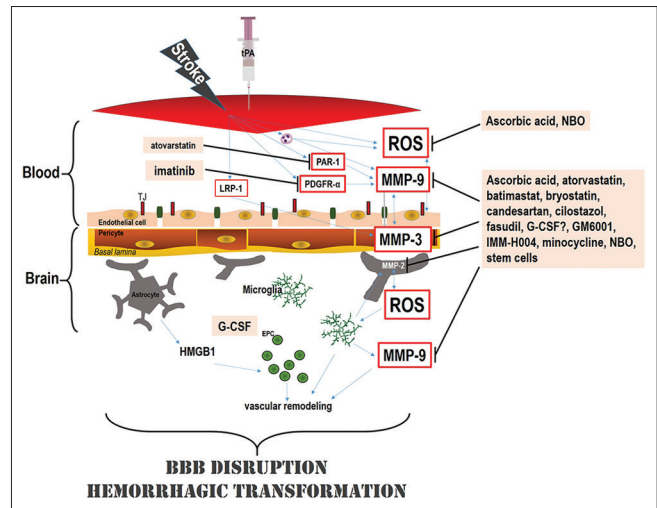 Stroke
tPA
ROS
Ascorbic acid, NBO
atovarstatin
PAR-1
imatinib
MMP-9
PDGFR-α
LRP-1
Blood
TJ
Ascorbic acid, atorvastatin,
batimastat, bryostatin,
candesartan, cilostazol,
fasudil, G-CSF?, GM6001,
IMM-H004, minocycline, NBO,
stem cells
Endothelial cell
Pericyte
MMP-3
Basal lamina
Brain
MMP-2
Astrocyte
Microglia
ROS
G-CSF
EPC
HMGB1
MMP-9
vascular remodeling
BBB DISRUPTION
HEMORRHAGIC TRANSFORMATION